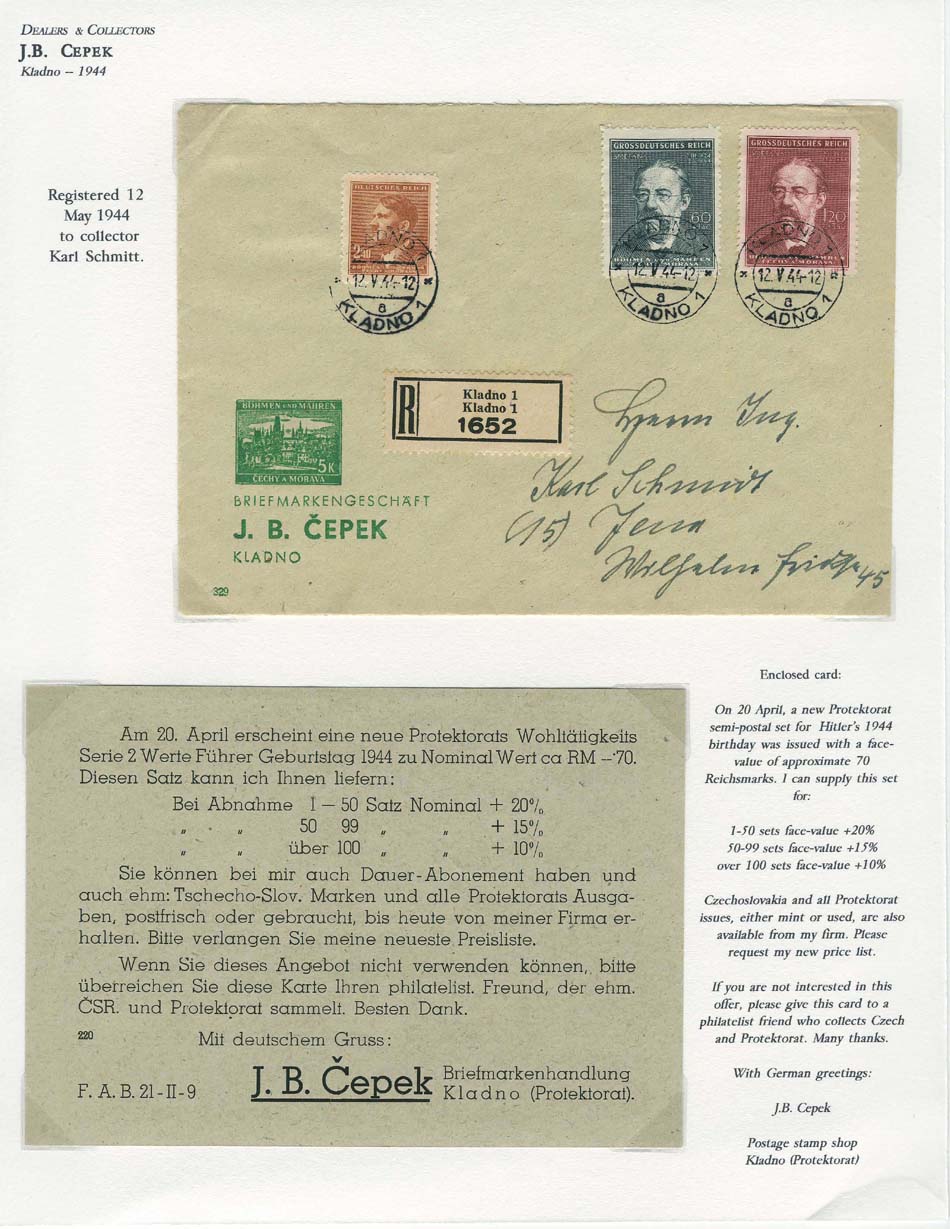 DEALERS & COLLECTORS
J.B. CEPEK
Kladno – 1944
Registered 12
May 1944
to collector
Karl Schmitt.
DEUTSCHES REICH
GROSSDEUTSCHES REICH
60
BÖHMEN UND MÄHREN
GROSSDEUTSCHES REICH
120
ČECHY A MORAVA
KLADNO 1
12.V.44-12
a
KLADNO 1
KLADNO 1
12.V.44-12
a
KLADNO 1
KLADNO 1
12.V.44-12
a
KLADNO 1
R
Kladno 1
Kladno 1
1652
Herrn Ing.
Karl Schmidt
(15) Jena
Wilhelm
45
BÖHMEN UND MÄHREN
5K
ČECHY A MORAVA
BRIEFMARKENGESCHÄFT
J. B. ČEPEK
KLADNO
329
Am 20. April erscheint eine neue Protektorats Wohltätigkeits
Serie 2 Werte Führer Geburtstag 1944 zu Nominal Wert ca RM –·70.
Diesen Satz kann ich Ihnen liefern:
Bei Abnahme I – 50 Satz Nominal + 20%
„ „ 50 99 „ „ + 15%
„ „ über 100 „ „ + 10%
Sie können bei mir auch Dauer-Abonement haben und
auch ehm: Tschecho-Slov. Marken und alle Protektorats Ausga-
ben, postfrisch oder gebraucht, bis heute von meiner Firma er-
halten. Bitte verlangen Sie meine neueste Preisliste.
Wenn Sie dieses Angebot nicht verwenden können, bitte
überreichen Sie diese Karte Ihren philatelist. Freund, der ehm.
ČSR. und Protektorat sammelt. Besten Dank.
220
Mit deutschem Gruss:
F. A. B. 21-II-9
J. B. Čepek
Briefmarkenhandlung
Kladno (Protektorat).
Enclosed card:
On 20 April, a new Protektorat
semi-postal set for Hitler's 1944
birthday was issued with a face-
value of approximate 70
Reichsmarks. I can supply this set
for:
1-50 sets face-value +20%
50-99 sets face-value +15%
over 100 sets face-value +10%
Czechoslovakia and all Protektorat
issues, either mint or used, are also
available from my firm. Please
request my new price list.
If you are not interested in this
offer, please give this card to a
philatelist friend who collects Czech
and Protektorat. Many thanks.
With German greetings:
J.B. Cepek
Postage stamp shop
Kladno (Protektorat)